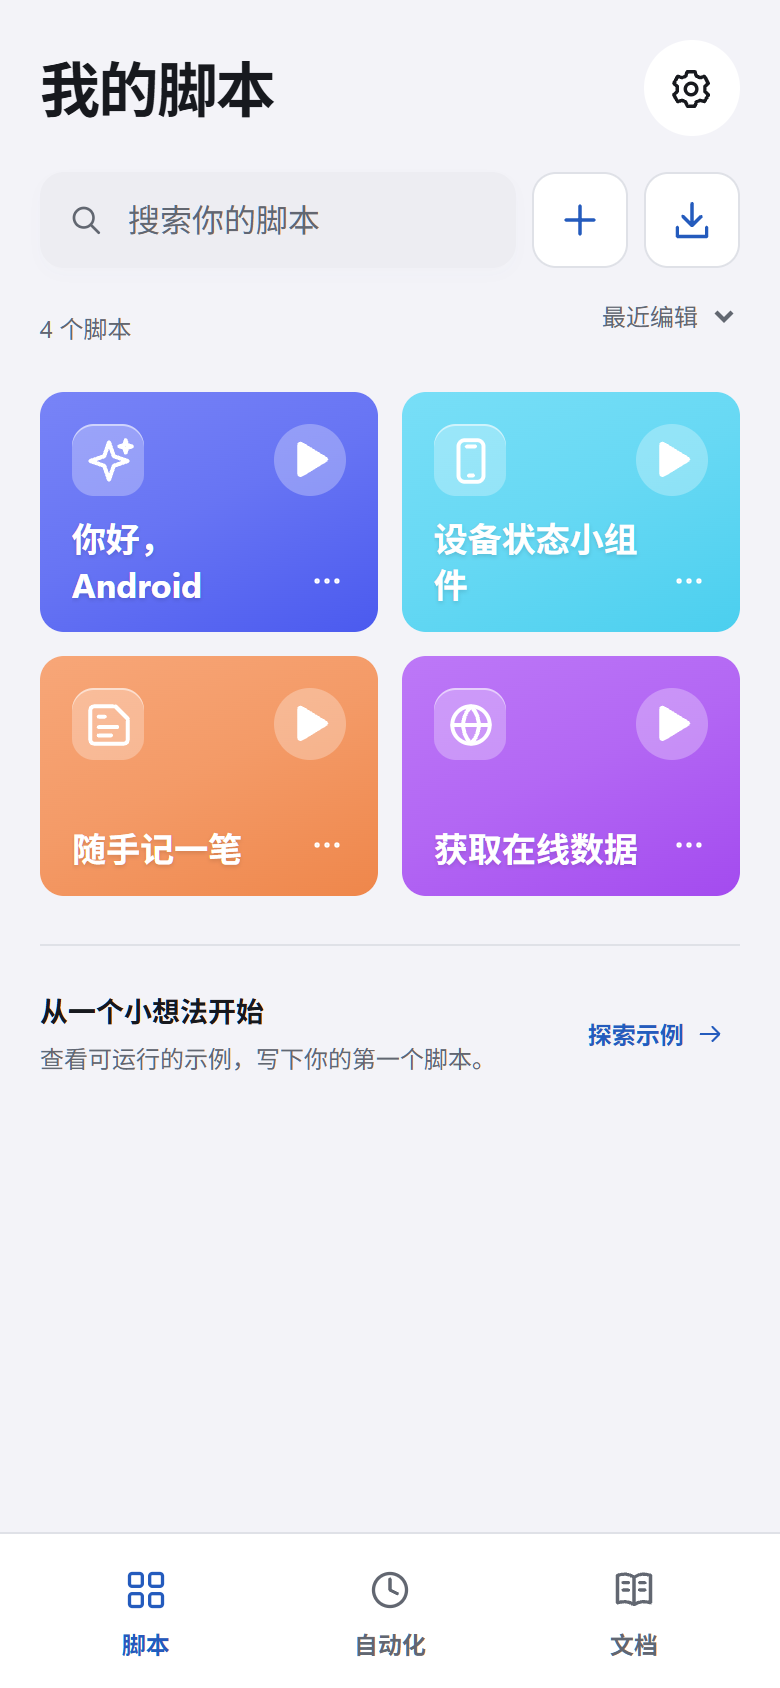 我的脚本
搜索你的脚本
4 个脚本
最近编辑
你好，
Android
设备状态小组
件
随手记一笔
获取在线数据
从一个小想法开始
查看可运行的示例，写下你的第一个脚本。
探索示例
脚本
自动化
文档